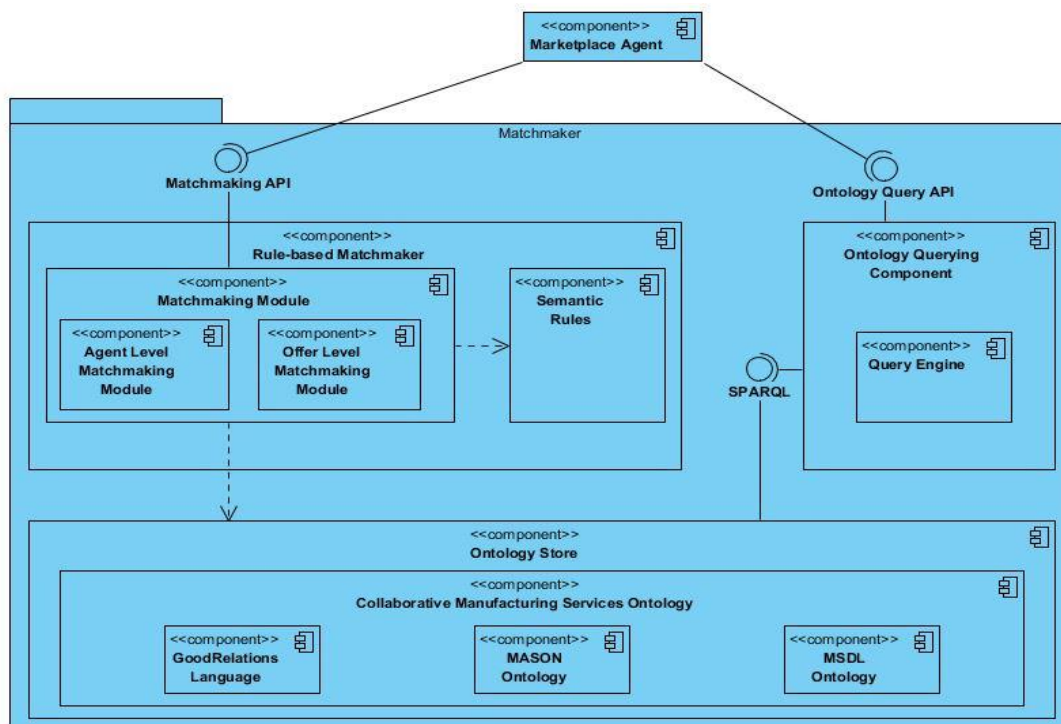 <<component>>
Marketplace Agent
Matchmaker
Matchmaking API
Ontology Query API
<<component>>
Rule-based Matchmaker
<<component>>
Matchmaking Module
<<component>>
Agent Level
Matchmaking
Module
<<component>>
Offer Level
Matchmaking
Module
<<component>>
Semantic
Rules
<<component>>
Ontology Querying
Component
<<component>>
Query Engine
SPARQL
<<component>>
Ontology Store
<<component>>
Collaborative Manufacturing Services Ontology
<<component>>
GoodRelations
Language
<<component>>
MASON
Ontology
<<component>>
MSDL
Ontology